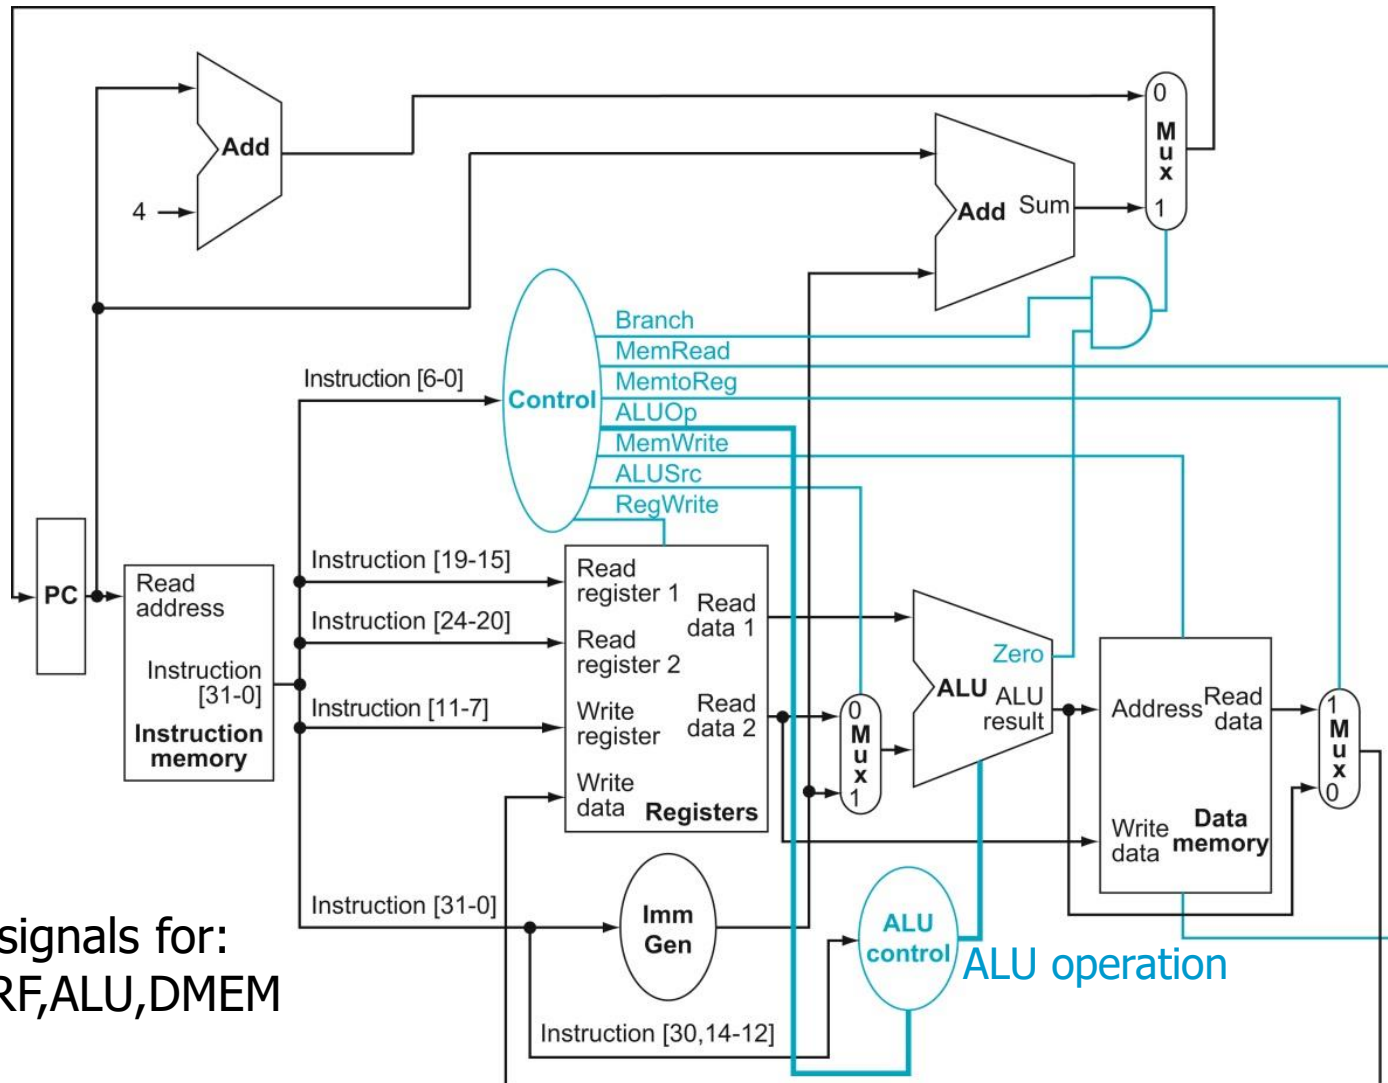 0
M
u
x
1
Add
4
Add Sum
Branch
MemRead
MemtoReg
ALUOp
MemWrite
ALUSrc
RegWrite
Instruction [6-0]
Control
PC
Read
address
Instruction
[31-0]
Instruction
memory
Instruction [19-15]
Instruction [24-20]
Instruction [11-7]
Instruction [31-0]
Read
register 1
Read
register 2
Write
register
Write
data
Read
data 1
Read
data 2
Registers
0
M
u
x
1
Zero
ALU
ALU
result
Address
Read
data
Write
data
Data
memory
1
M
u
x
0
Imm
Gen
ALU
control
ALU operation
Instruction [30,14-12]
signals for:
RF,ALU,DMEM